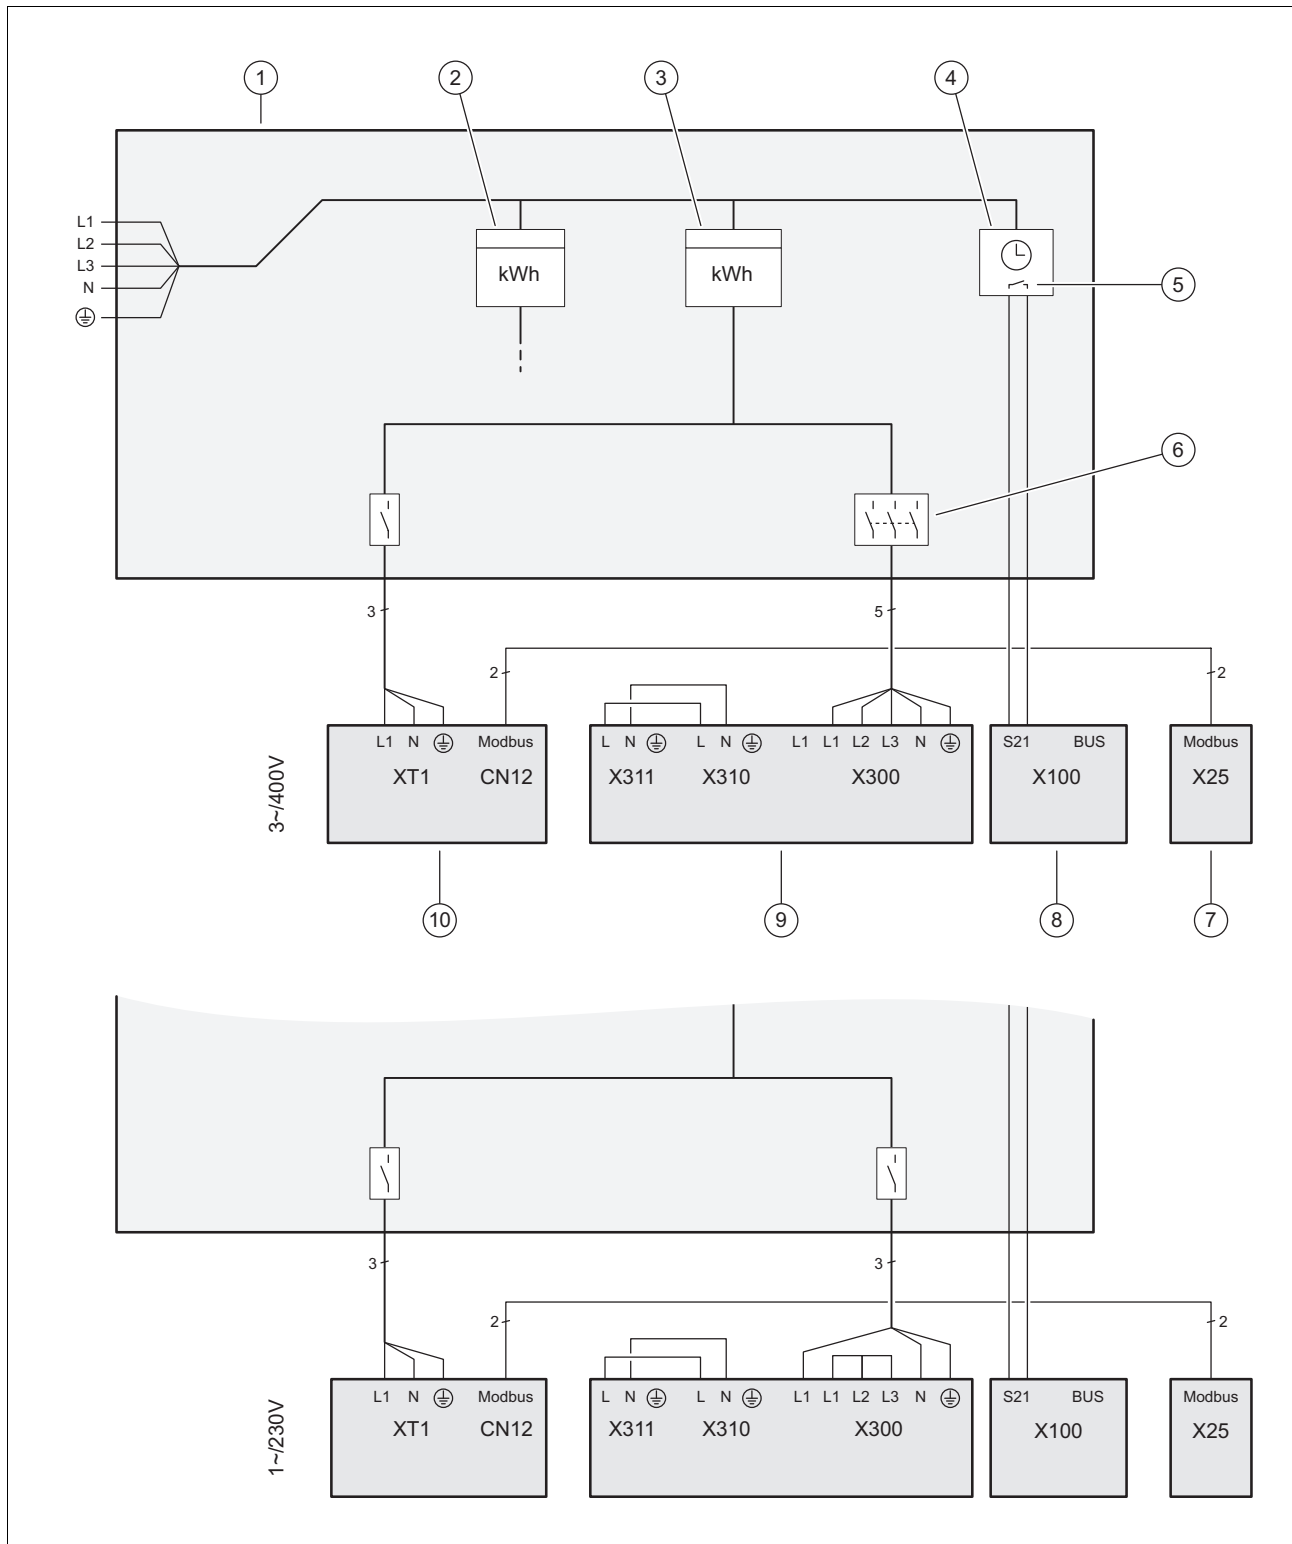 1 2 3 4
L1
L2
L3
N
kWh kWh
5
6
3 5
2 2
L1 N Modbus L N L N L1 L1 L2 L3 N S21 BUS Modbus
XT1 CN12 X311 X310 X300 X100 X25
3~/400V
10 9 8 7
3 3
2 2
L1 N Modbus L N L N L1 L1 L2 L3 N S21 BUS Modbus
XT1 CN12 X311 X310 X300 X100 X25
1~/230V